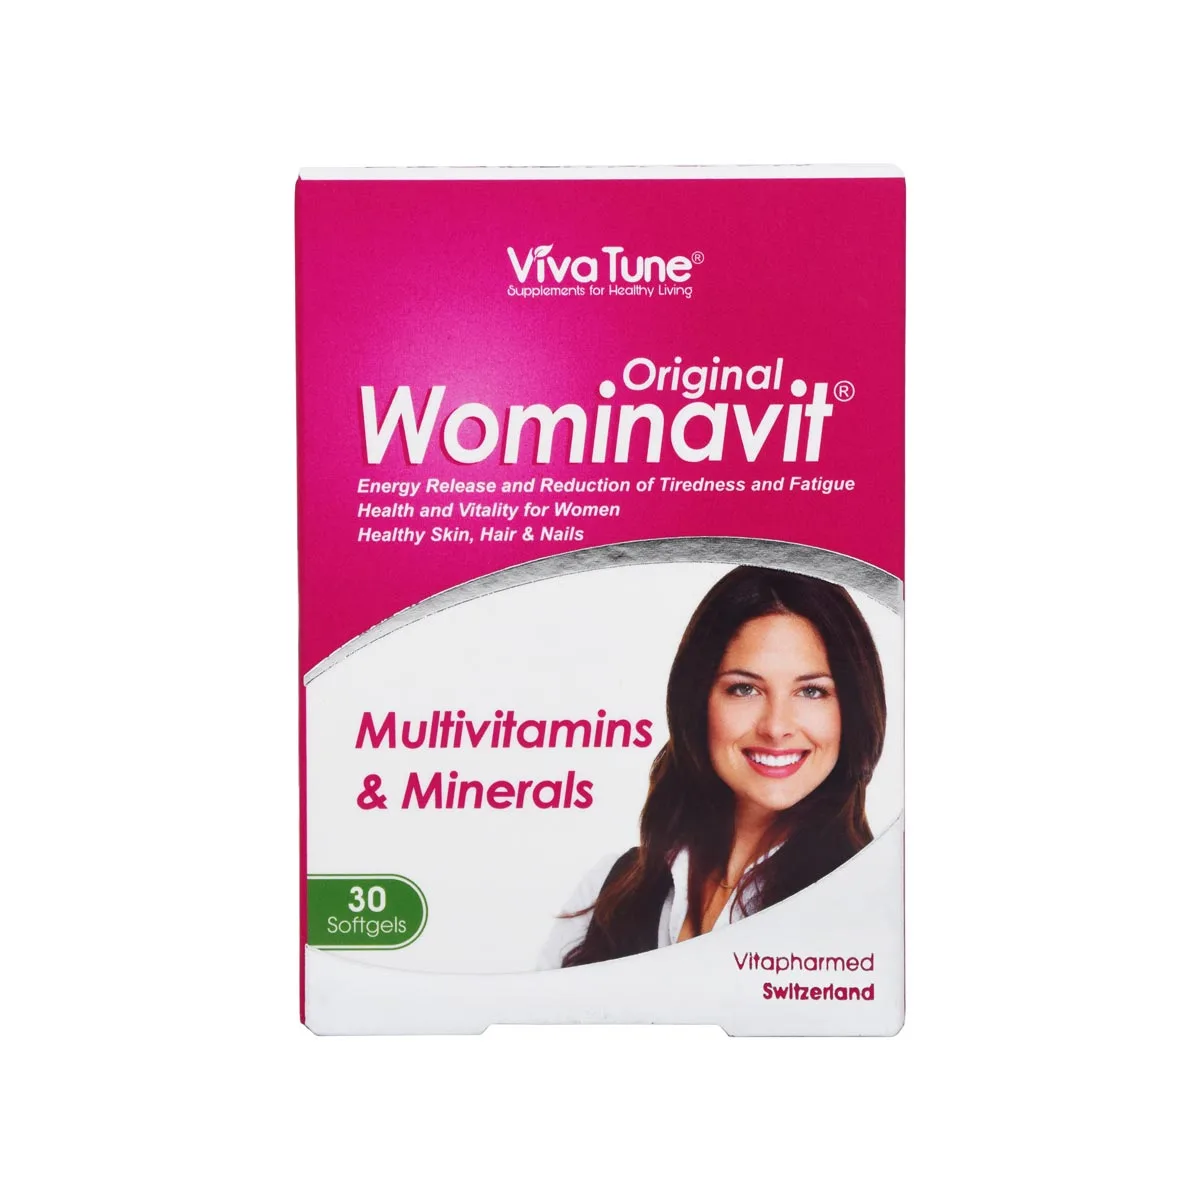 Viva Tune®
Supplements for Healthy Living
Original
Wominavit®
Energy Release and Reduction of Tiredness and Fatigue
Health and Vitality for Women
Healthy Skin, Hair & Nails
Multivitamins
& Minerals
30
Softgels
Vitapharmed
Switzerland